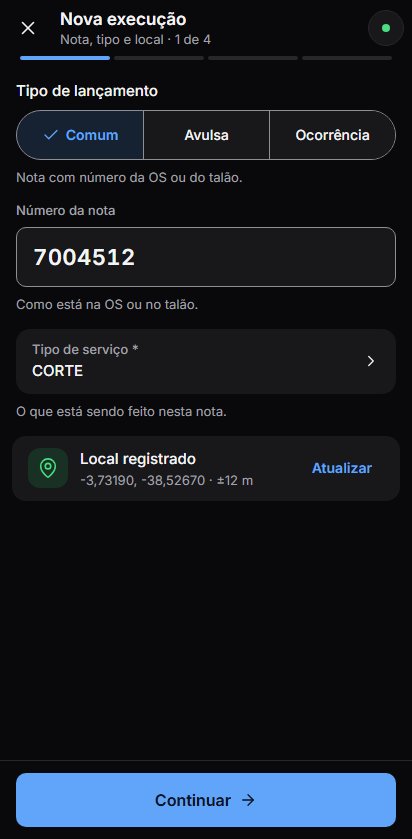 Nova execução
Nota, tipo e local · 1 de 4
Tipo de lançamento
Comum
Avulsa
Ocorrência
Nota com número da OS ou do talão.
Número da nota
7004512
Como está na OS ou no talão.
Tipo de serviço *
CORTE
O que está sendo feito nesta nota.
Local registrado
-3,73190, -38,52670 · ±12 m
Atualizar
Continuar